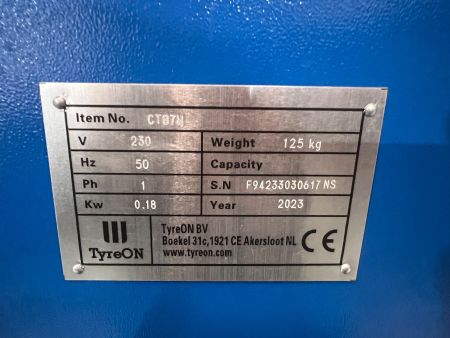 Item No. CTB7N
V 230 Weight 125 kg
Hz 50 Capacity
Ph 1 S.N F94233030617 NS
Kw 0.18 Year 2023
TyreON
TyreON BV
Boekel 31c,1921 CE Akersloot NL
www.tyreon.com
CE